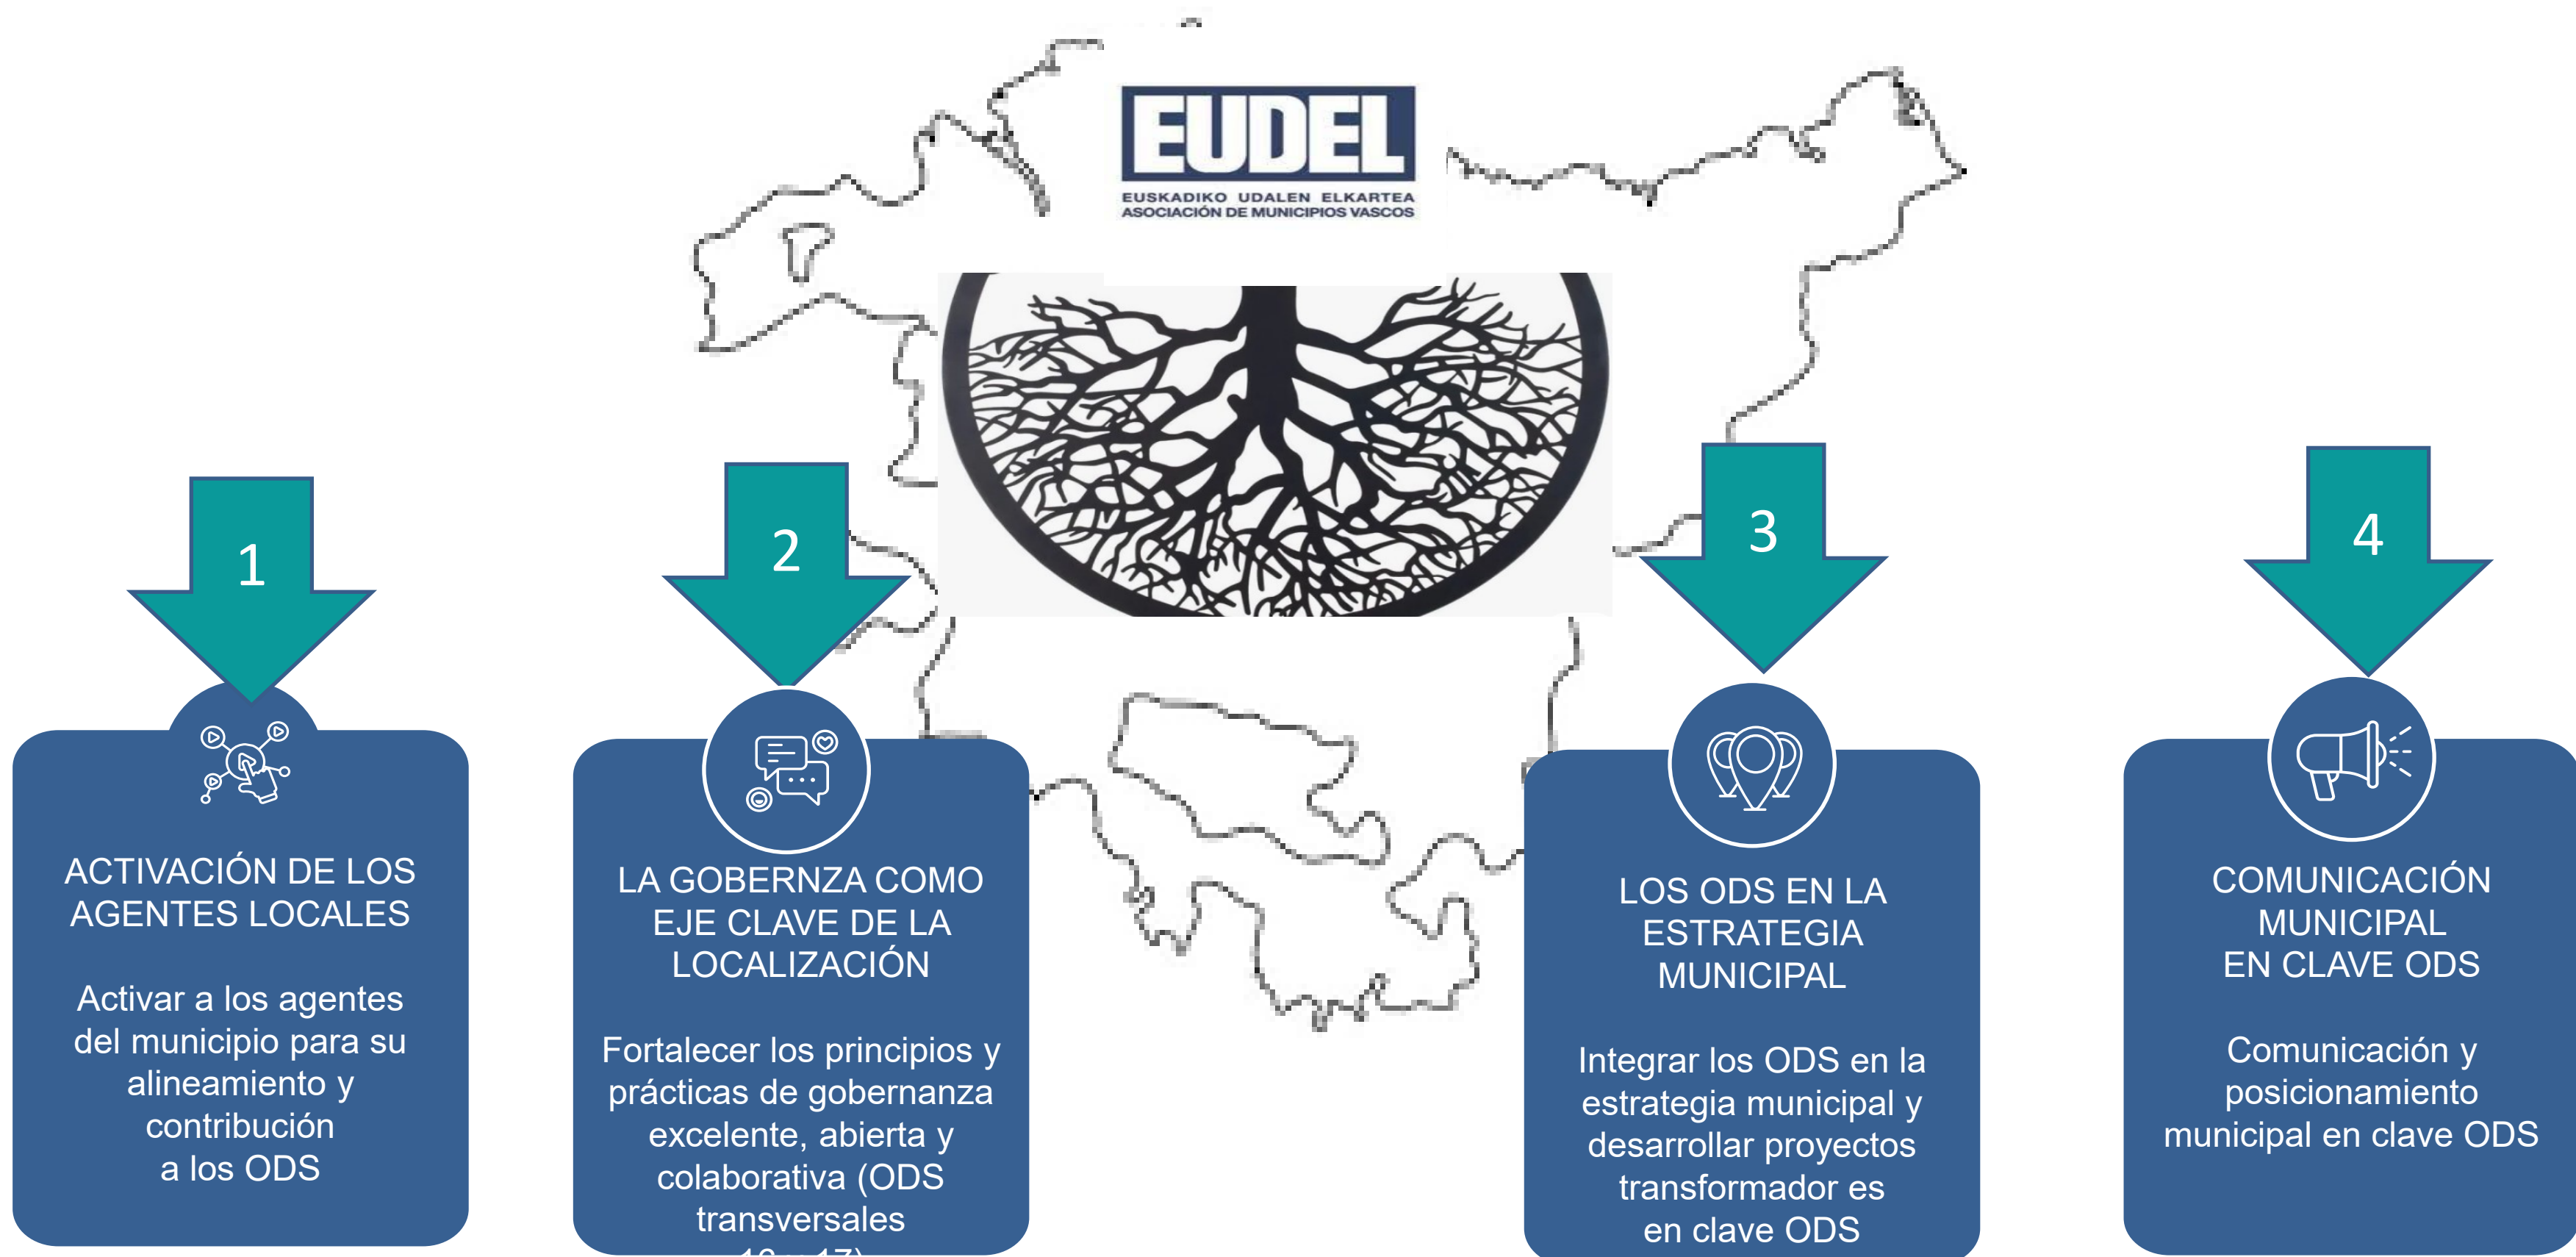 EUDEL
EUSKADIKO UDALEN ELKARTEA
ASOCIACIÓN DE MUNICIPIOS VASCOS
1
ACTIVACIÓN DE LOS
AGENTES LOCALES
Activar a los agentes
del municipio para su
alineamiento y
contribución
a los ODS
2
LA GOBERNZA COMO
EJE CLAVE DE LA
LOCALIZACIÓN
Fortalecer los principios y
prácticas de gobernanza
excelente, abierta y
colaborativa (ODS
transversales
16 y 17)
3
LOS ODS EN LA
ESTRATEGIA
MUNICIPAL
Integrar los ODS en la
estrategia municipal y
desarrollar proyectos
transformador es
en clave ODS
4
COMUNICACIÓN
MUNICIPAL
EN CLAVE ODS
Comunicación y
posicionamiento
municipal en clave ODS